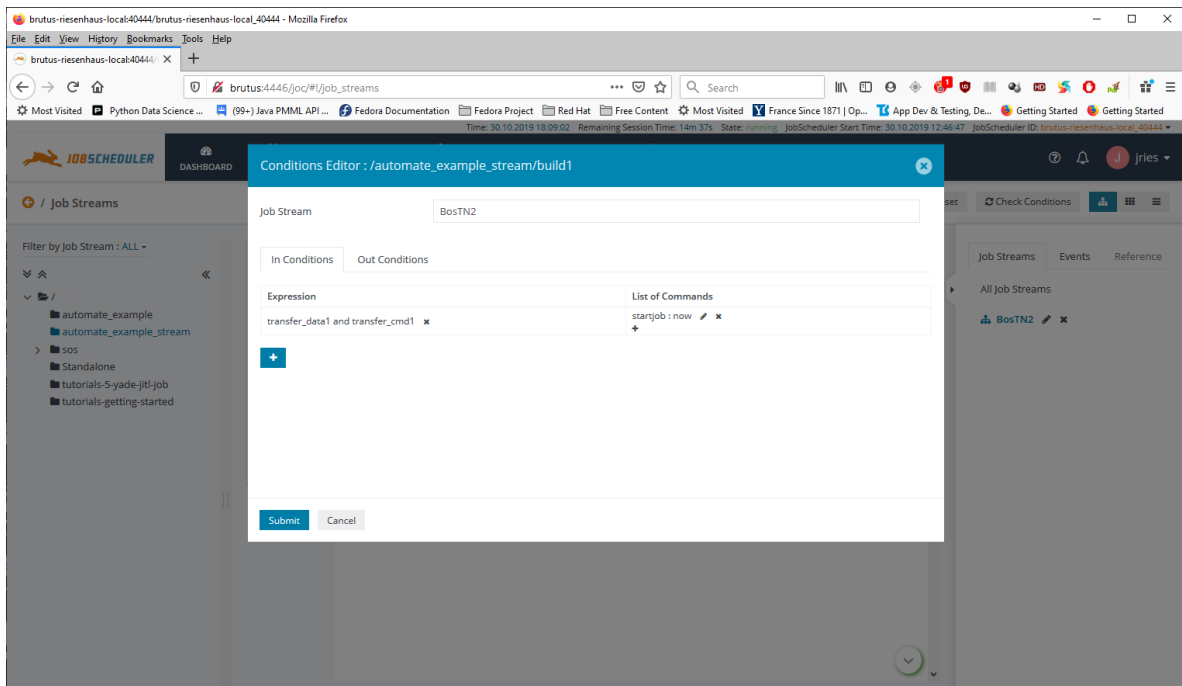 brutus-riesenhaus-local:40444/brutus-riesenhaus-local_40444 - Mozilla Firefox
File Edit View History Bookmarks Tools Help
brutus-riesenhaus-local:40444/
brutus:4446/joc/#!/job_streams
Search
Most Visited Python Data Science ... (99+) Java PMML API ... Fedora Documentation Fedora Project Red Hat Free Content Most Visited France Since 1871 | Op... App Dev & Testing, De... Getting Started Getting Started
Time: 30.10.2019 18:09:02 Remaining Session Time: 14m 37s State: running JobScheduler Start Time: 30.10.2019 12:46:47 JobScheduler ID: brutus-riesenhaus-local_40444
JOBSCHEDULER
DASHBOARD
Conditions Editor : /automate_example_stream/build1
J jries
/ Job Streams
set Check Conditions
Job Stream BosTN2
Filter by Job Stream : ALL
In Conditions Out Conditions
Job Streams Events Reference
/
automate_example
automate_example_stream
sos
Standalone
tutorials-5-yade-jitl-job
tutorials-getting-started
Expression List of Commands
transfer_data1 and transfer_cmd1 startjob : now
All Job Streams
BosTN2
Submit Cancel